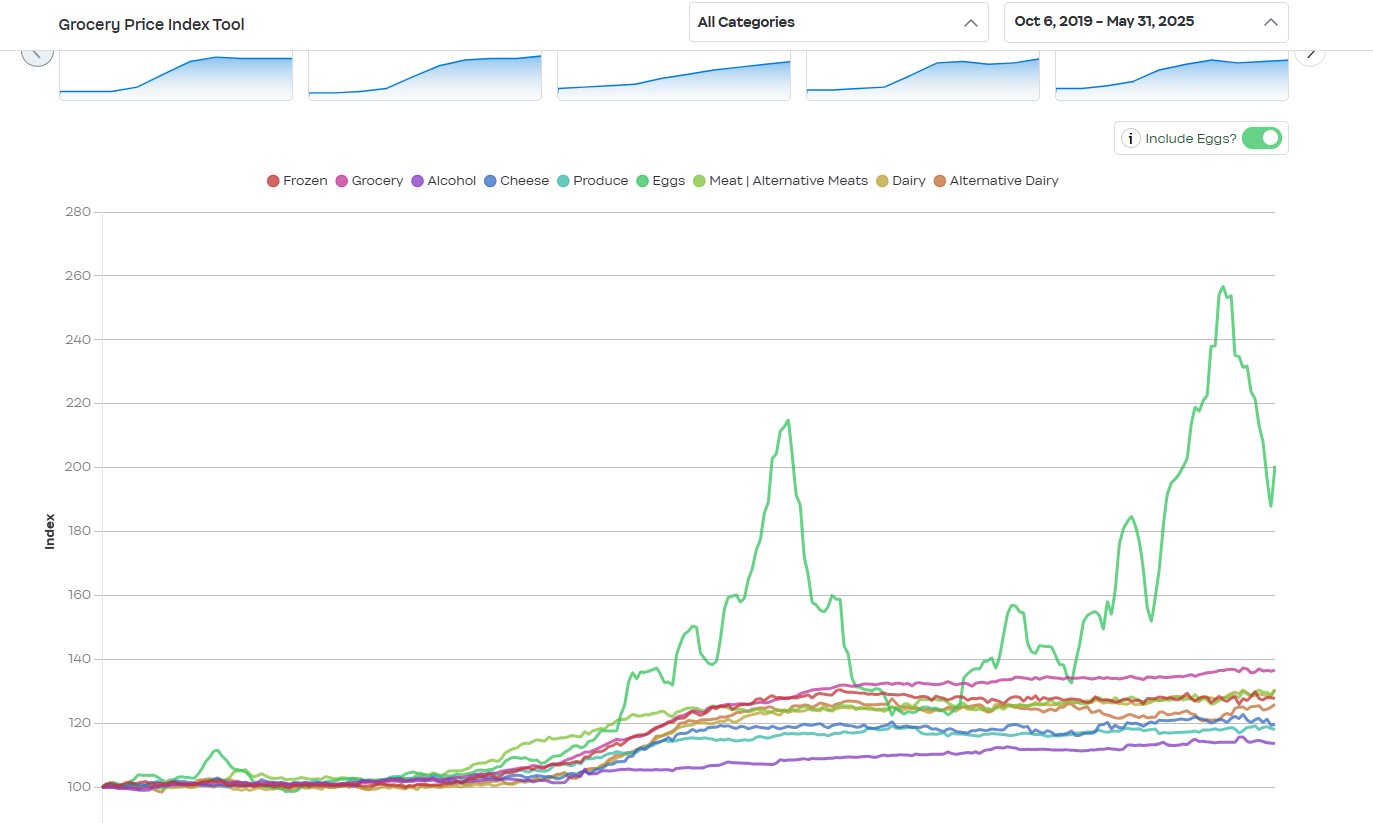 Grocery Price Index Tool
All Categories
Oct 6, 2019 - May 31, 2025
i Include Eggs?
Frozen Grocery Alcohol Cheese Produce Eggs Meat | Alternative Meats Dairy Alternative Dairy
280
260
240
220
200
180
Index
160
140
120
100